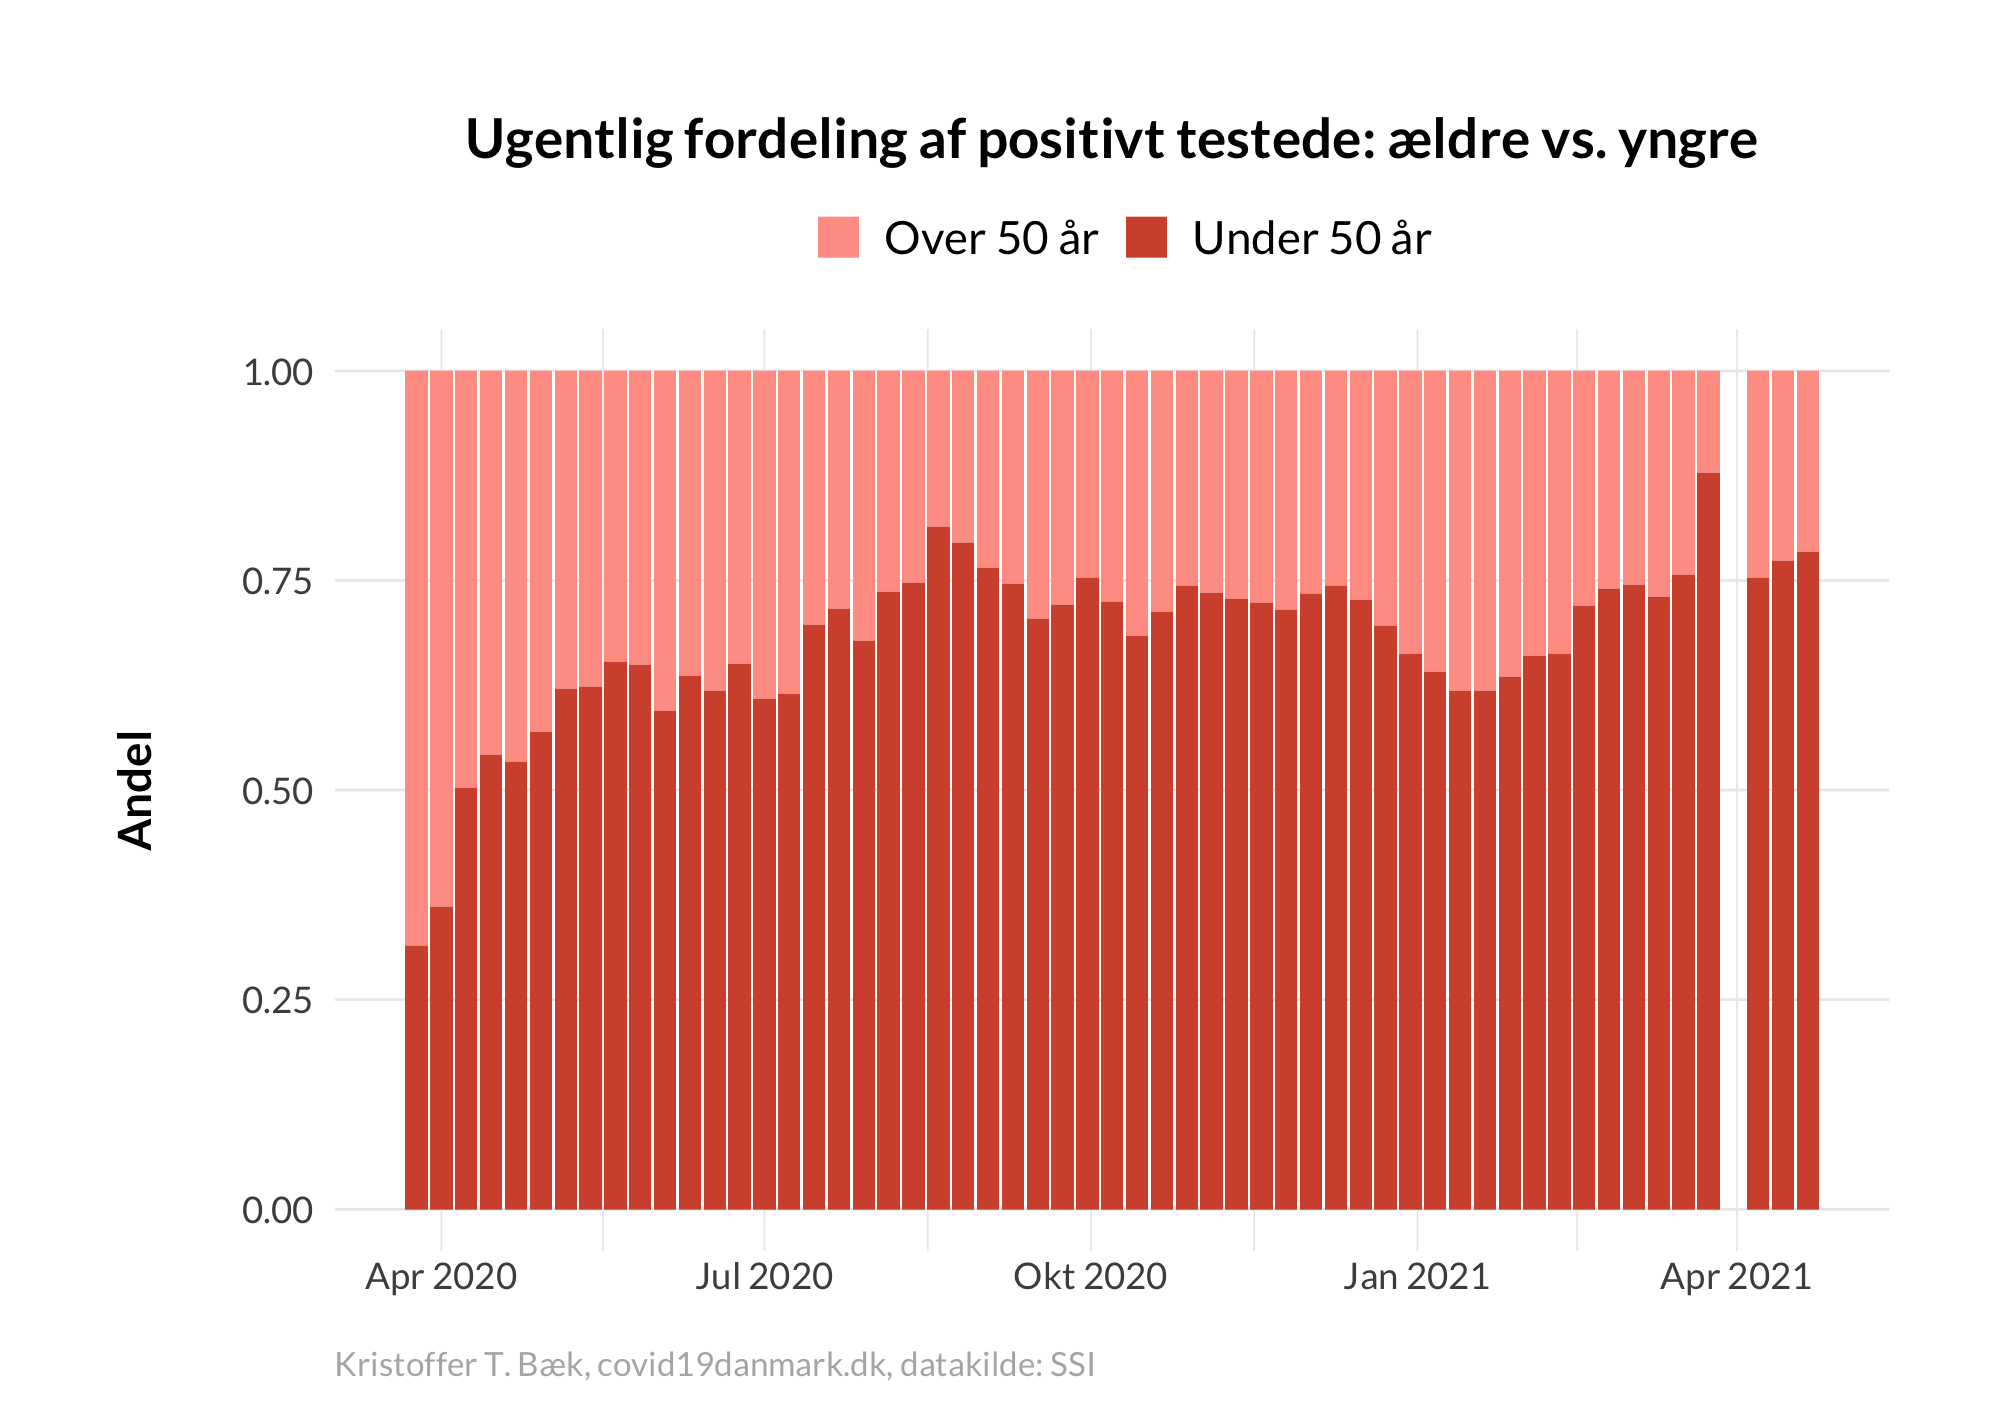 Ugentlig fordeling af positivt testede: ældre vs. yngre
Over 50 år Under 50 år
Andel
1.00
0.75
0.50
0.25
0.00
Apr 2020 Jul 2020 Okt 2020 Jan 2021 Apr 2021
Kristoffer T. Bæk, covid19danmark.dk, datakilde: SSI